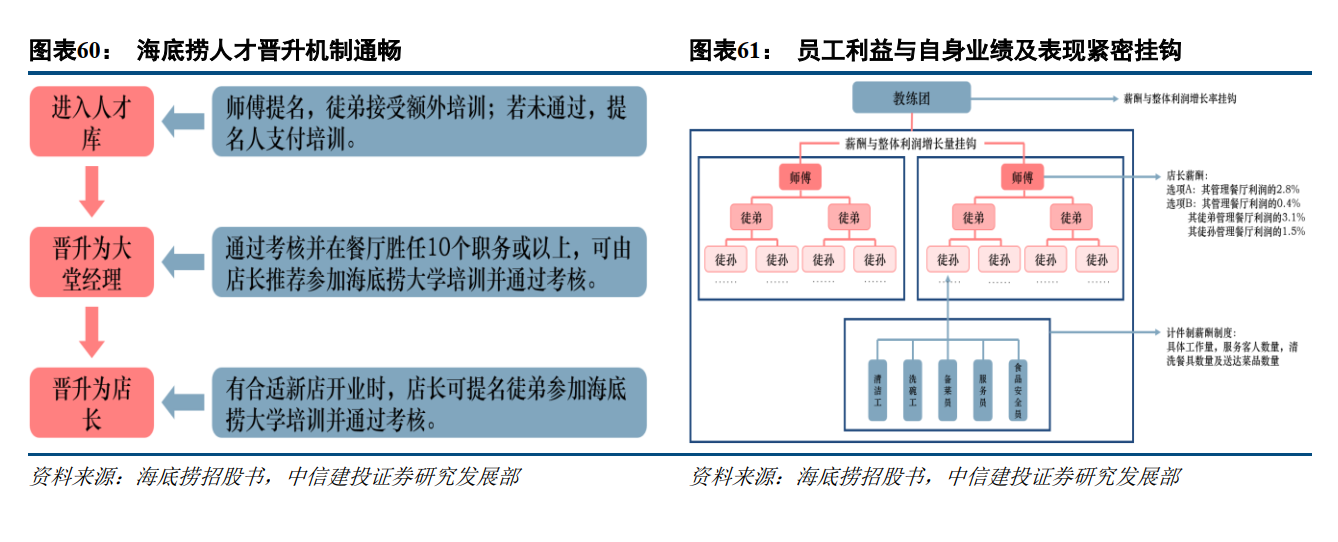 图表60： 海底捞人才晋升机制通畅
进入人才
库
师傅提名，徒弟接受额外培训；若未通过，提
名人支付培训。
晋升为大
堂经理
通过考核并在餐厅胜任10个职务或以上，可由
店长推荐参加海底捞大学培训并通过考核。
晋升为店
长
有合适新店开业时，店长可提名徒弟参加海底
捞大学培训并通过考核。
资料来源：海底捞招股书，中信建投证券研究发展部
图表61： 员工利益与自身业绩及表现紧密挂钩
教练团
薪酬与整体利润增长率挂钩
薪酬与整体利润增长量挂钩
师傅
师傅
徒弟
徒弟
徒弟
徒弟
徒孙
徒孙
徒孙
徒孙
徒孙
徒孙
徒孙
徒孙
……
……
……
……
……
……
……
……
店长薪酬：
选项A：其管理餐厅利润的2.8%
选项B：其管理餐厅利润的0.4%
其徒弟管理餐厅利润的3.1%
其徒孙管理餐厅利润的1.5%
计件制薪酬制度：
具体工作量，服务客人数量，清
洗餐具数量及送达菜品数量
清洁工
洗碗工
备菜员
服务员
食品安全员
资料来源：海底捞招股书，中信建投证券研究发展部